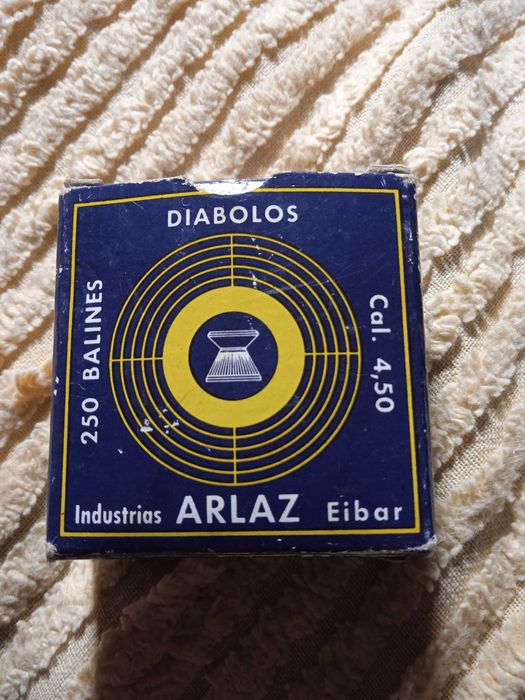 DIABOLOS
250 BALINES
Cal. 4,50
Industrias ARLAZ Eibar